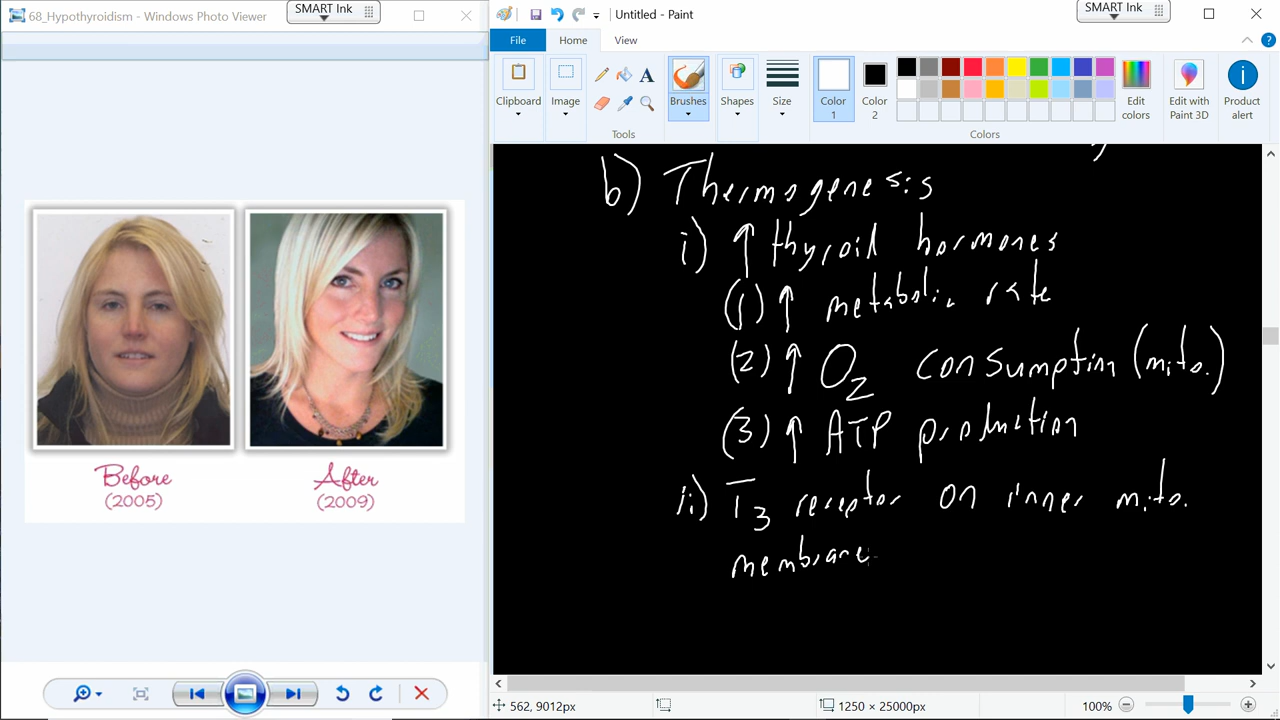 68_Hypothyroidism - Windows Photo Viewer
SMART Ink
Before
(2005)
After
(2009)
Untitled - Paint
SMART Ink
File
Home
View
Clipboard
Image
Tools
Brushes
Shapes
Size
Color
1
Color
2
Edit
colors
Edit with
Paint 3D
Product
alert
Colors
b) Thermogenesis
i) ↑ thyroid hormones
(1) ↑ metabolic rate
(2) ↑ O2 consumption (mito.)
(3) ↑ ATP production
ii) T3 receptor on inner mito.
membrane
562, 9012px
1250 × 25000px
100%